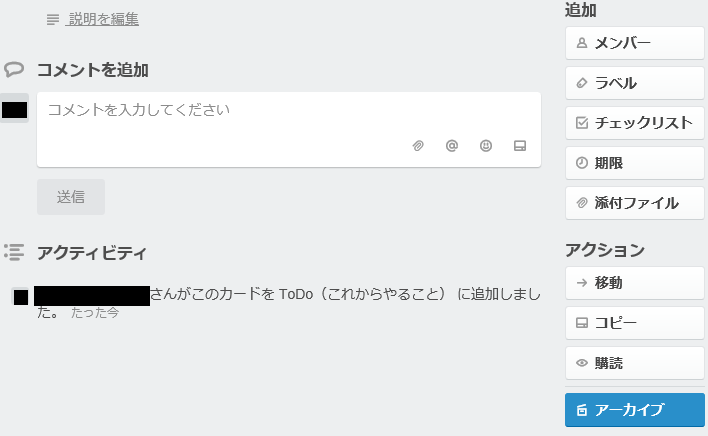 説明を編集
コメントを追加
コメントを入力してください
送信
アクティビティ
さんがこのカードを ToDo（これからやること） に追加しまし
た。 たった今
追加
メンバー
ラベル
チェックリスト
期限
添付ファイル
アクション
移動
コピー
購読
アーカイブ